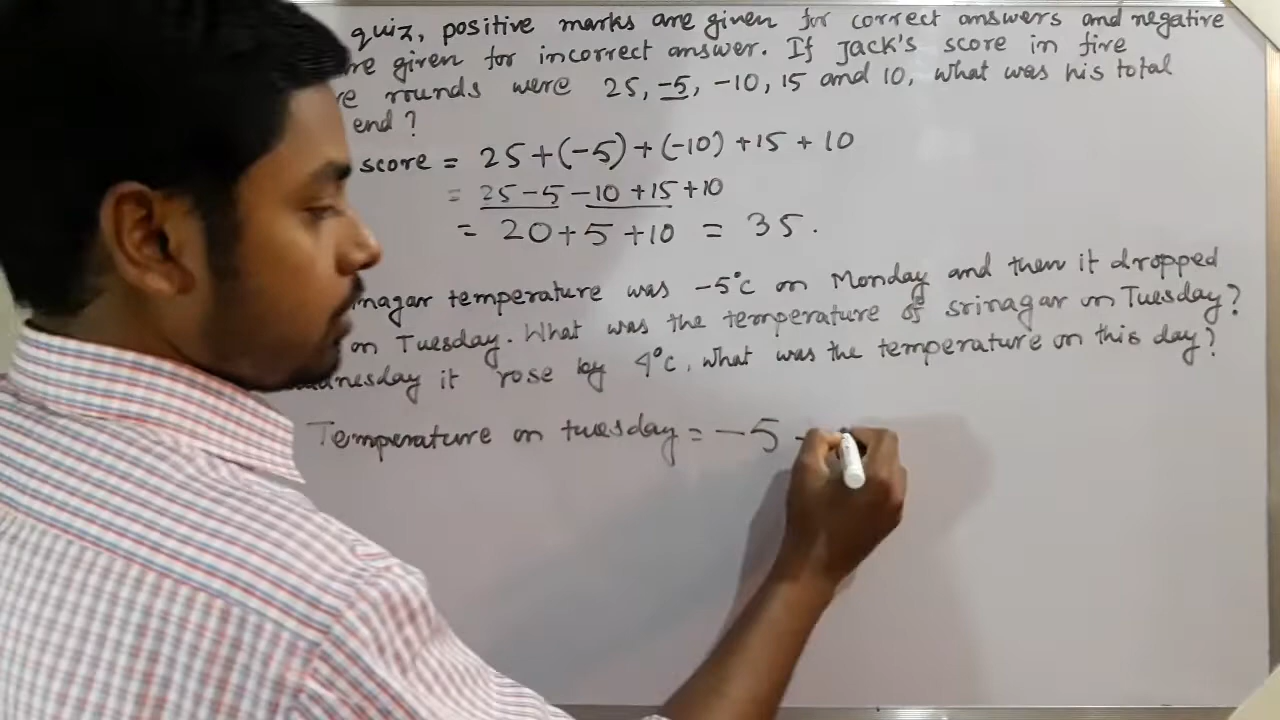 quiz, positive marks are given for correct answers and negative
given for incorrect answer. If Jack's score in five
rounds were 25, -5, -10, 15 and 10, what was his total
end?
score = 25+(-5)+(-10)+15+10
= 25-5-10+15+10
= 20+5+10 = 35.
temperature was -5°c on Monday and then it dropped
on Tuesday. What was the temperature of srinagar on Tuesday?
it rose by 4°c. what was the temperature on this day?
Temperature on tuesday = -5 -